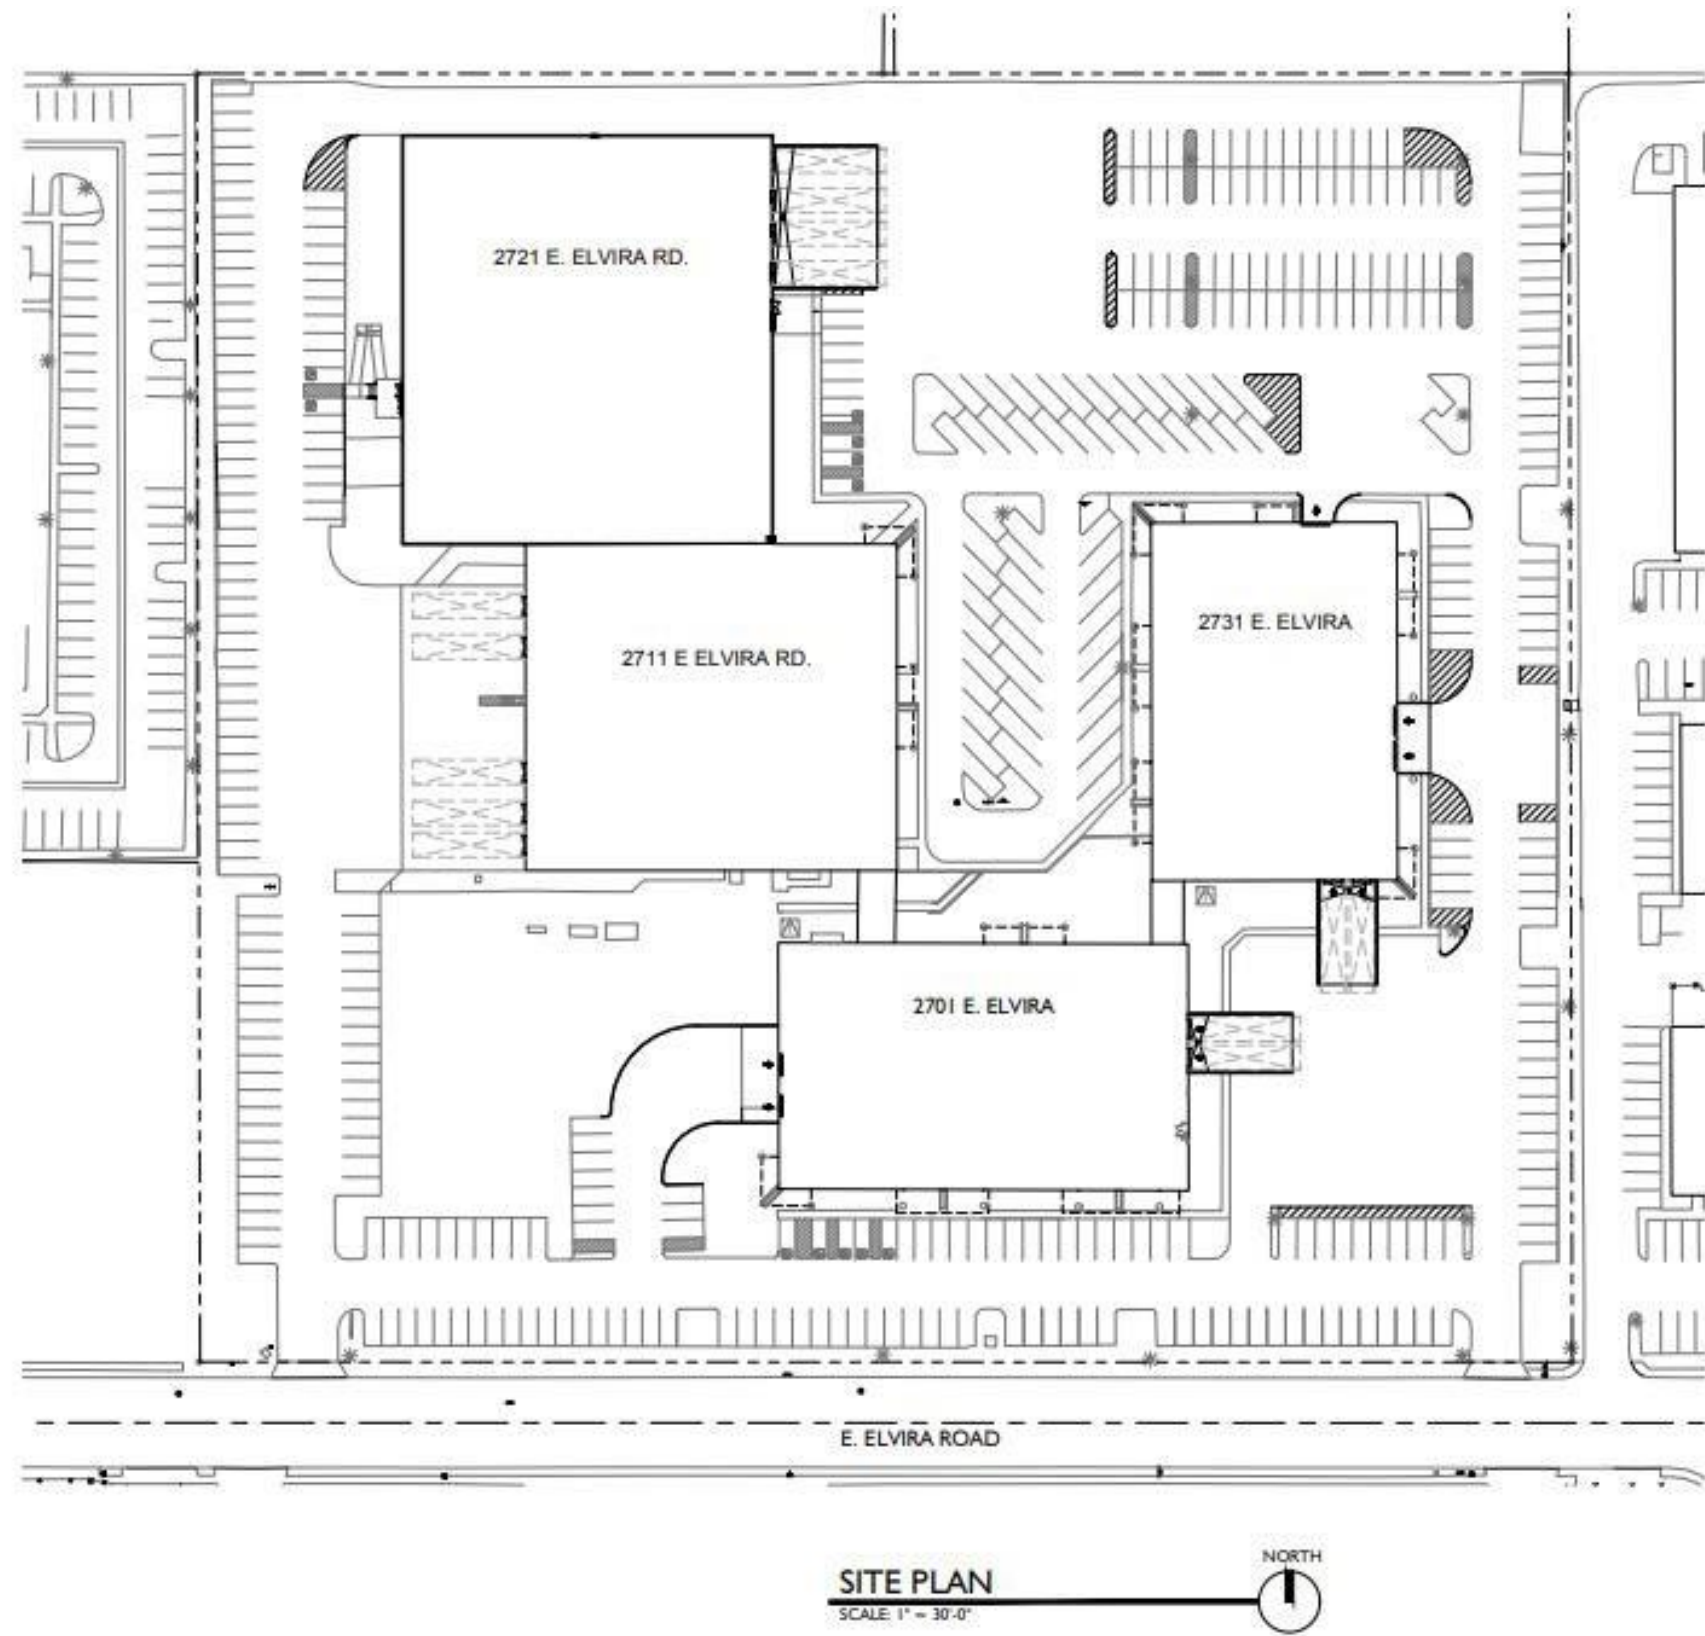 2721 E. ELVIRA RD.
2731 E. ELVIRA
2711 E ELVIRA RD.
2701 E. ELVIRA
E. ELVIRA ROAD
NORTH
SITE PLAN
SCALE: 1" ~ 30'-0"